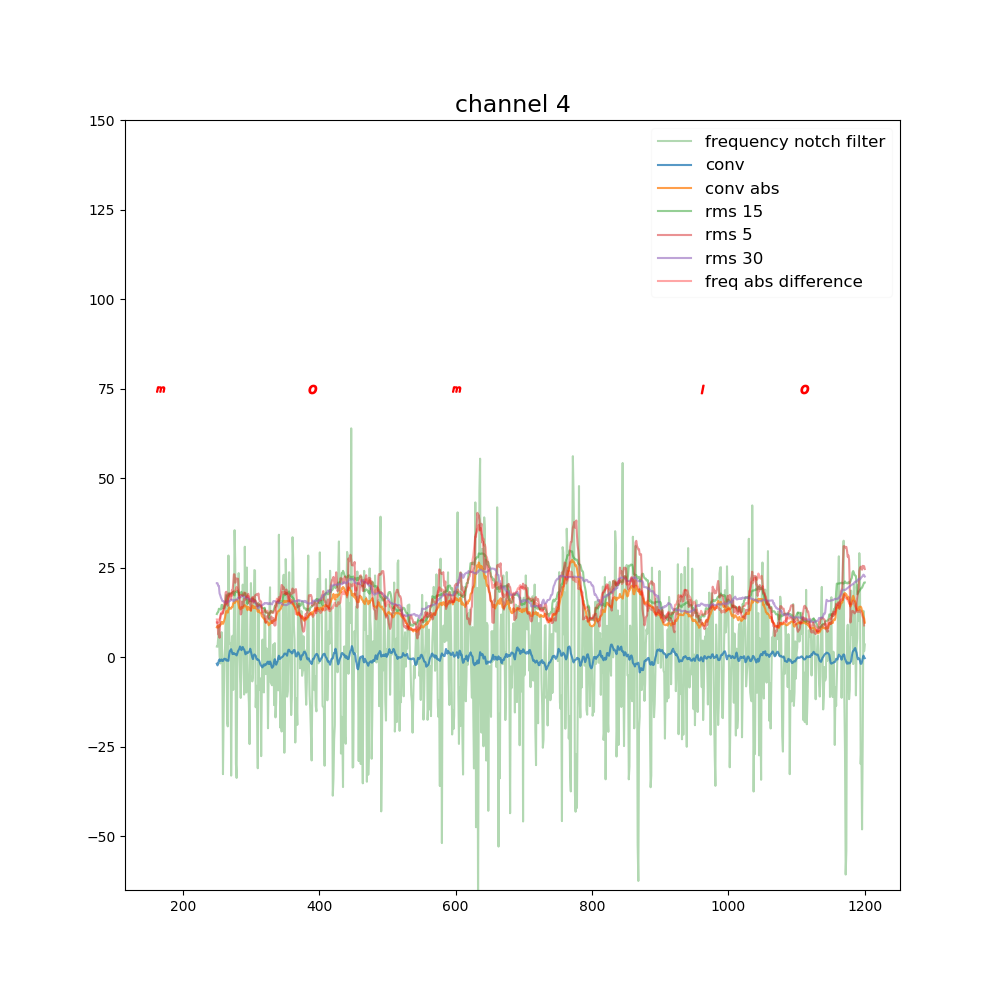 channel 4
150
frequency notch filter
conv
conv abs
rms 15
rms 5
rms 30
freq abs difference
125
100
75
m o m l o
50
25
0
−25
−50
200 400 600 800 1000 1200